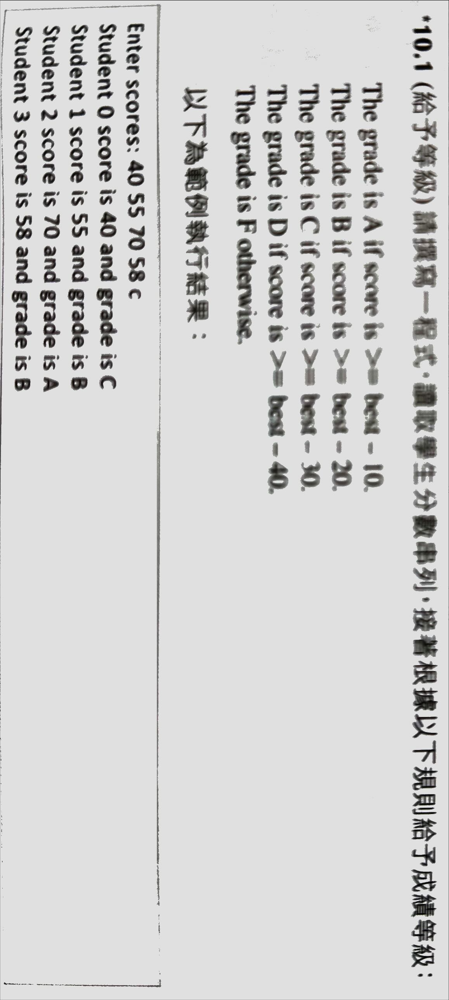 *10.1 (給予等級) 請撰寫一程式,讀取學生分數串列,接著根據以下規則給予成績等級:
The grade is A if score is >= best - 10.
The grade is B if score is >= best - 20.
The grade is C if score is >= best - 30.
The grade is D if score is >= best - 40.
The grade is F otherwise.
以下為範例執行結果:
Enter scores: 40 55 70 58 c
Student 0 score is 40 and grade is C
Student 1 score is 55 and grade is B
Student 2 score is 70 and grade is A
Student 3 score is 58 and grade is B